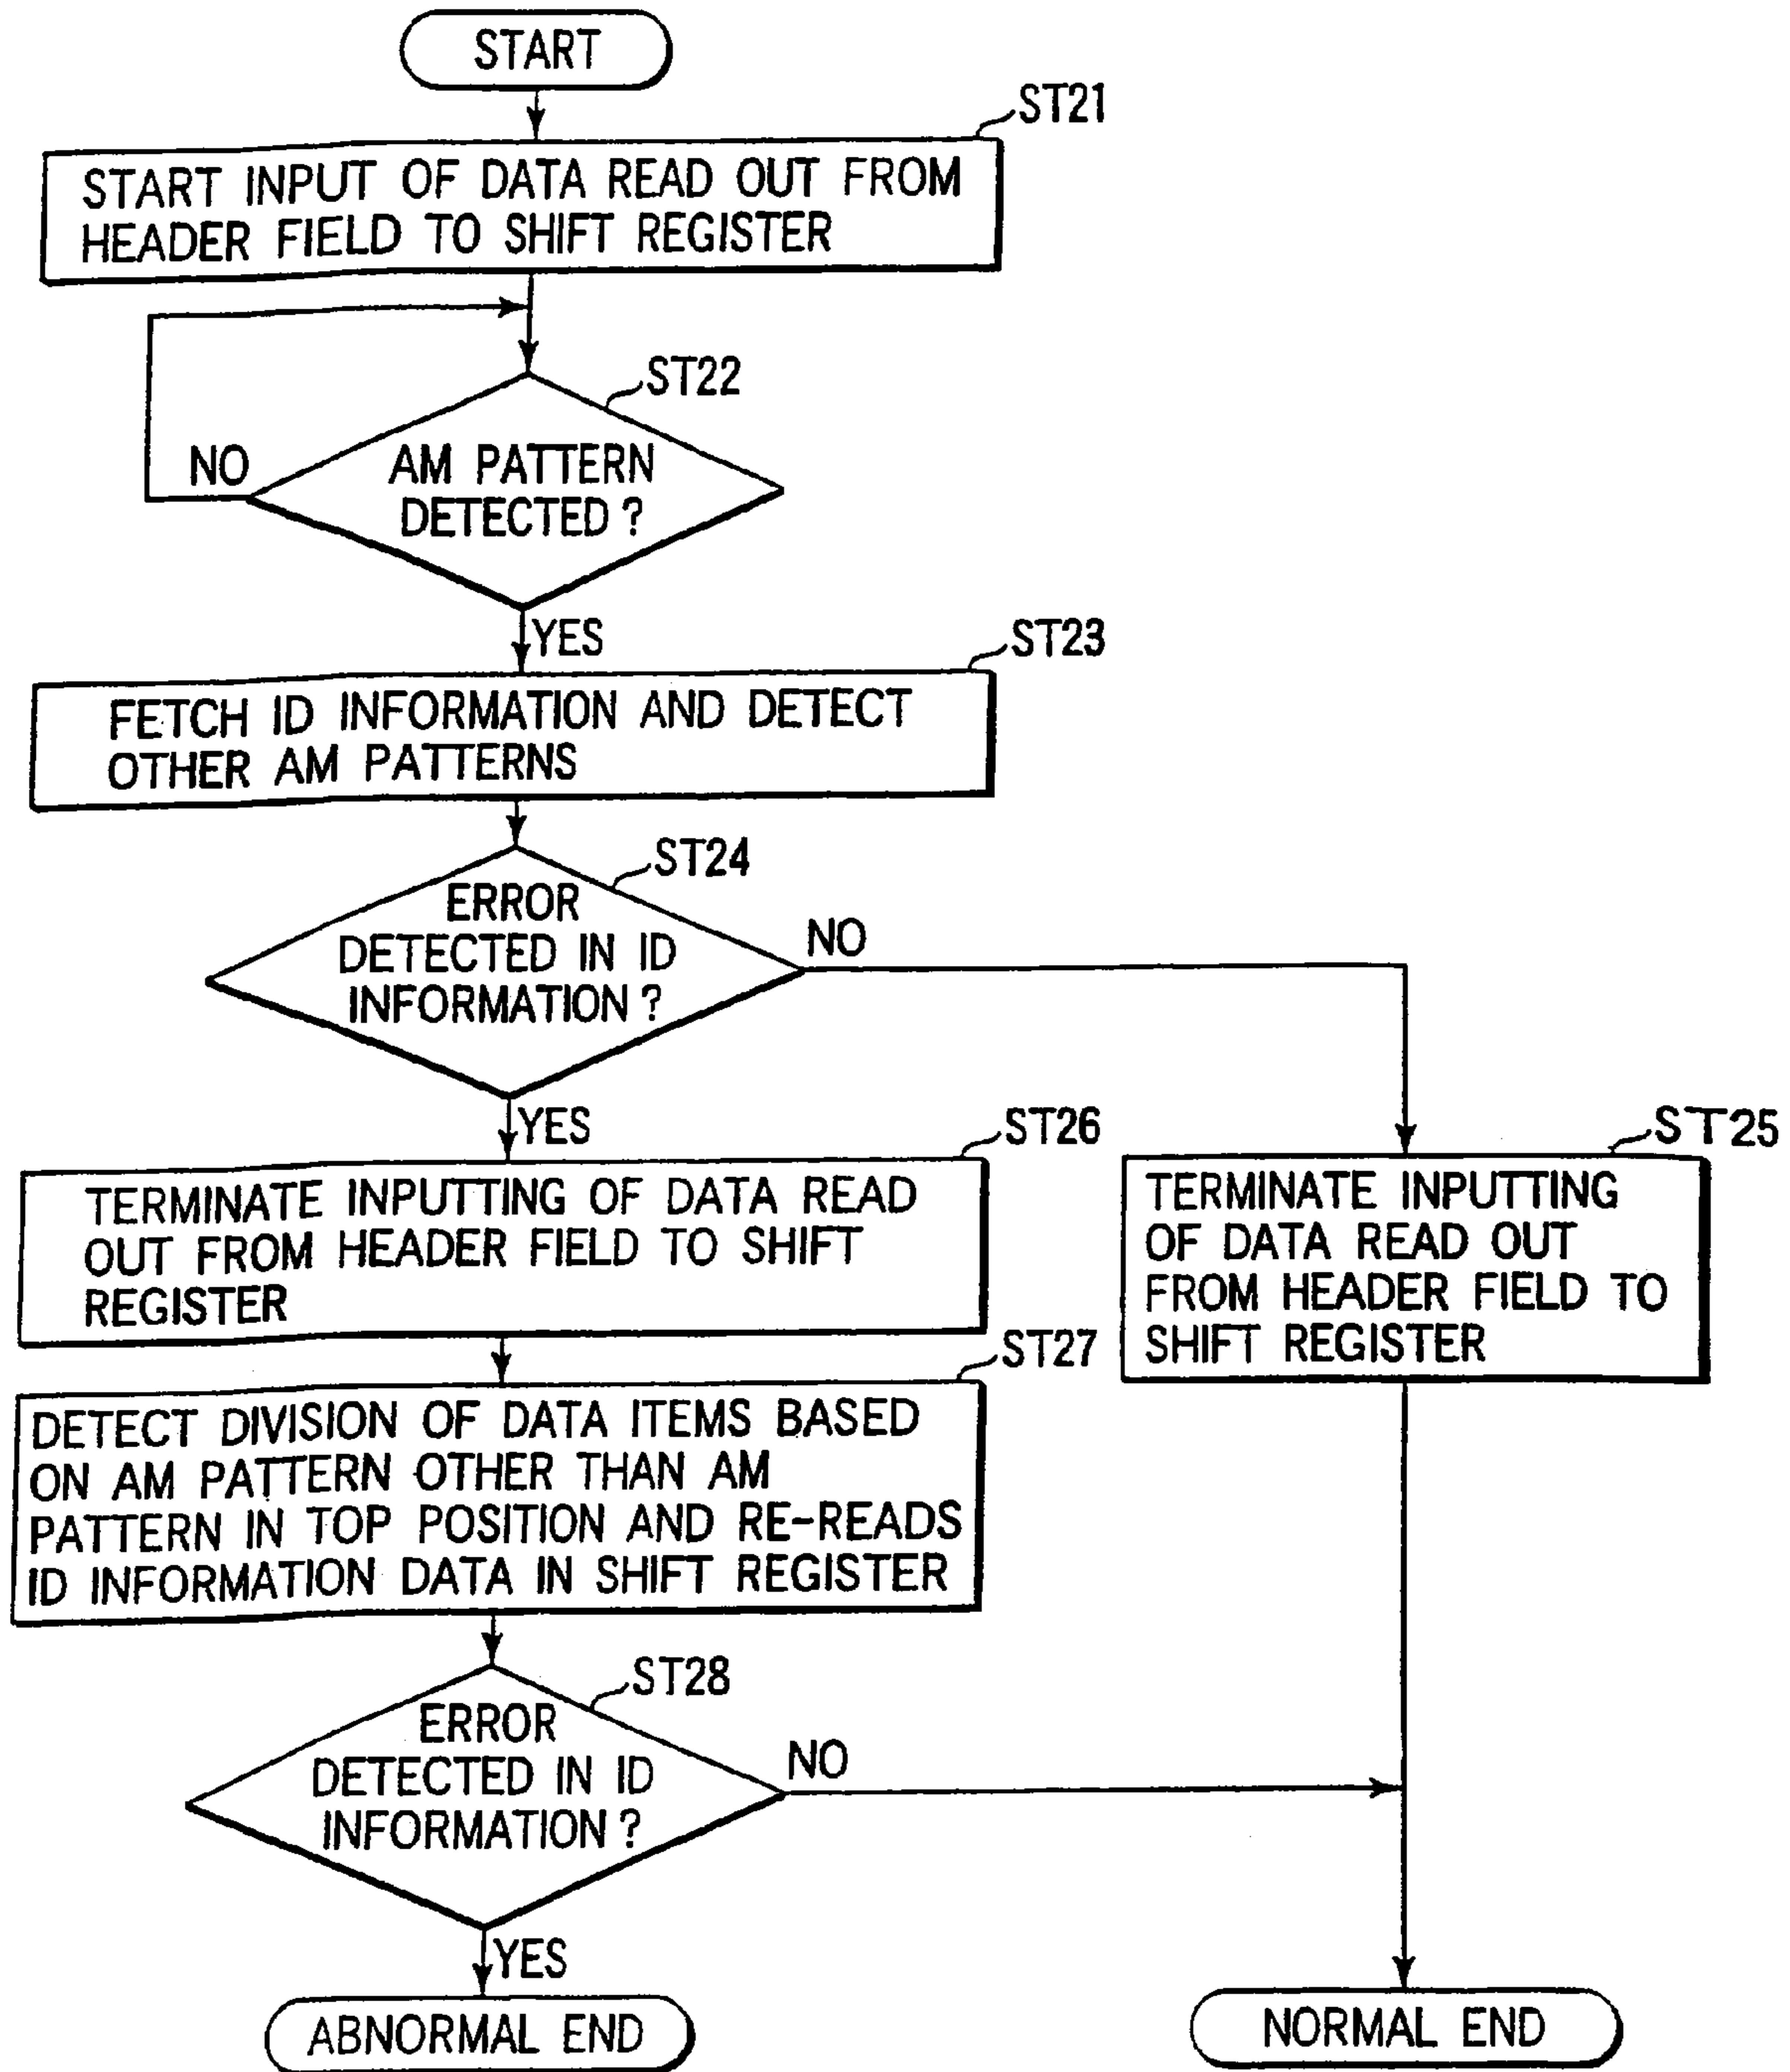 START
ST21
START INPUT OF DATA READ OUT FROM
HEADER FIELD TO SHIFT REGISTER
ST22
NO
AM PATTERN
DETECTED ?
YES
ST23
FETCH ID INFORMATION AND DETECT
OTHER AM PATTERNS
ST24
ERROR
DETECTED IN ID
INFORMATION ?
NO
YES
ST26
TERMINATE INPUTTING OF DATA READ
OUT FROM HEADER FIELD TO SHIFT
REGISTER
ST25
TERMINATE INPUTTING
OF DATA READ OUT
FROM HEADER FIELD TO
SHIFT REGISTER
ST27
DETECT DIVISION OF DATA ITEMS BASED
ON AM PATTERN OTHER THAN AM
PATTERN IN TOP POSITION AND RE-READS
ID INFORMATION DATA IN SHIFT REGISTER
ST28
ERROR
DETECTED IN ID
INFORMATION ?
NO
YES
ABNORMAL END
NORMAL END